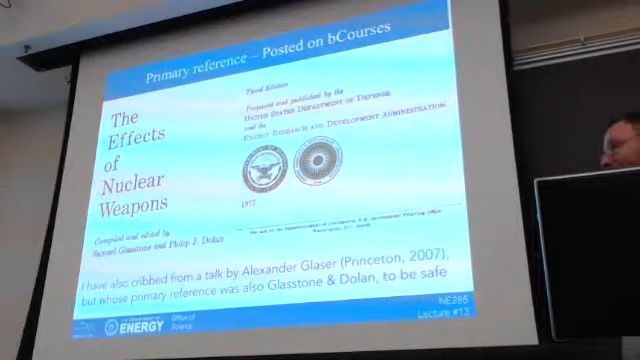 Primary reference – Posted on bCourses
The
Effects
of
Nuclear
Weapons
Compiled and edited by
Samuel Glasstone and Philip J. Dolan
Third Edition
Prepared and published by the
UNITED STATES DEPARTMENT OF DEFENSE
and the
ENERGY RESEARCH AND DEVELOPMENT ADMINISTRATION
1977
I have also cribbed from a talk by Alexander Glaser (Princeton, 2007),
but whose primary reference was also Glasstone & Dolan, to be safe
U.S. DEPARTMENT OF
ENERGY
Office of
Science
NE285
Lecture #13